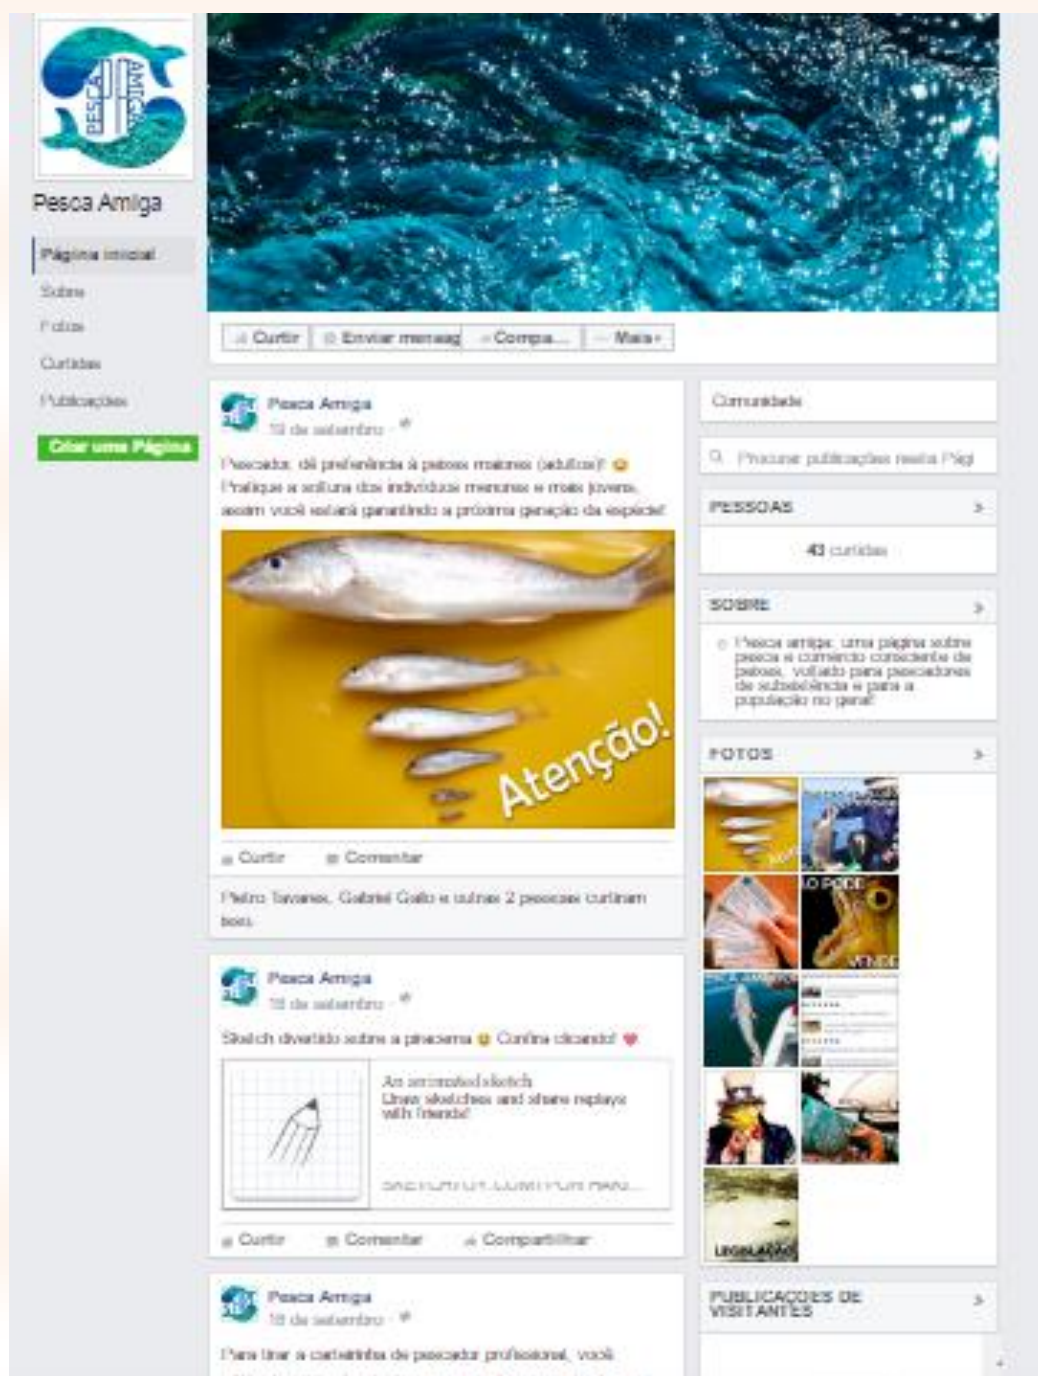 PESCA
AMIGA
Pesca Amiga
Página inicial
Sobre
Fotos
Curtidas
Publicações
Criar uma Página
Curtir
Enviar mensag
Compa...
Mais
Pesca Amiga
19 de setembro
Pescador, dê preferência à peixes maiores (adultos)!
Pratique a soltura dos indivíduos menores e mais jovens,
assim você estará garantindo a próxima geração da espécie!
Atenção!
Curtir
Comentar
Pietro Tavares, Gabriel Gallo e outras 2 pessoas curtiram
isso.
Pesca Amiga
18 de setembro
Sketch divertido sobre a piracema Confira clicando!
An animated sketch
Draw sketches and share replays
with friends!
Curtir
Comentar
Compartilhar
Pesca Amiga
18 de setembro
Para tirar a carteirinha de pescador profissional, você
Comunidade
Procurar publicações nesta Pági
PESSOAS
43 curtidas
SOBRE
Pesca amiga: uma página sobre
pesca e comércio consciente de
peixes, voltado para pescadores
de subsistência e para a
população no geral!
FOTOS
O PODE
VENDE
LEGISLAÇÃO
PUBLICAÇÕES DE
VISITANTES